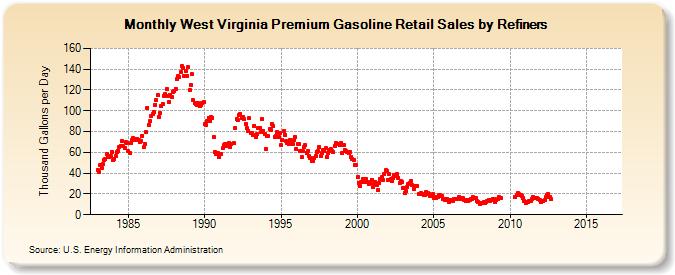 Monthly West Virginia Premium Gasoline Retail Sales by Refiners
Thousand Gallons per Day
160
140
120
100
80
60
40
20
0
1985 1990 1995 2000 2005 2010 2015
Source: U.S. Energy Information Administration